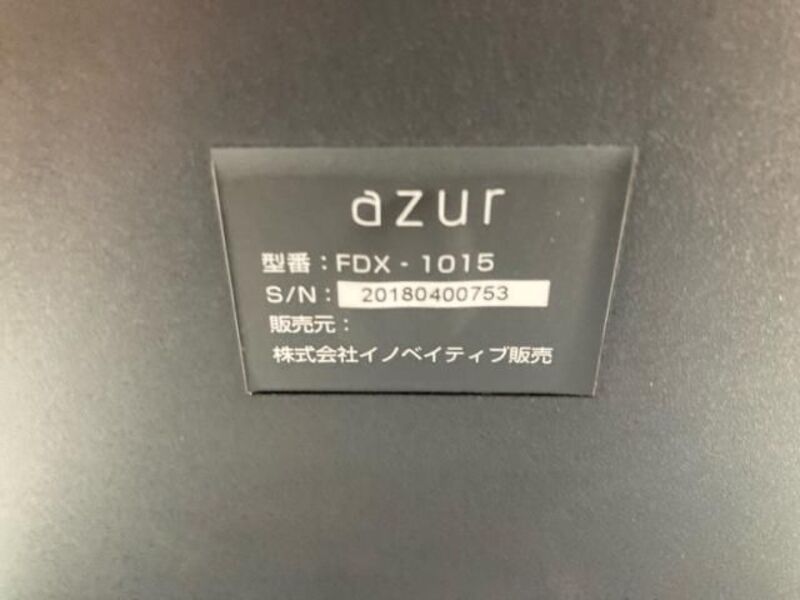 azur
型番：FDX - 1015
S/N：20180400753
販売元：
株式会社イノベイティブ販売